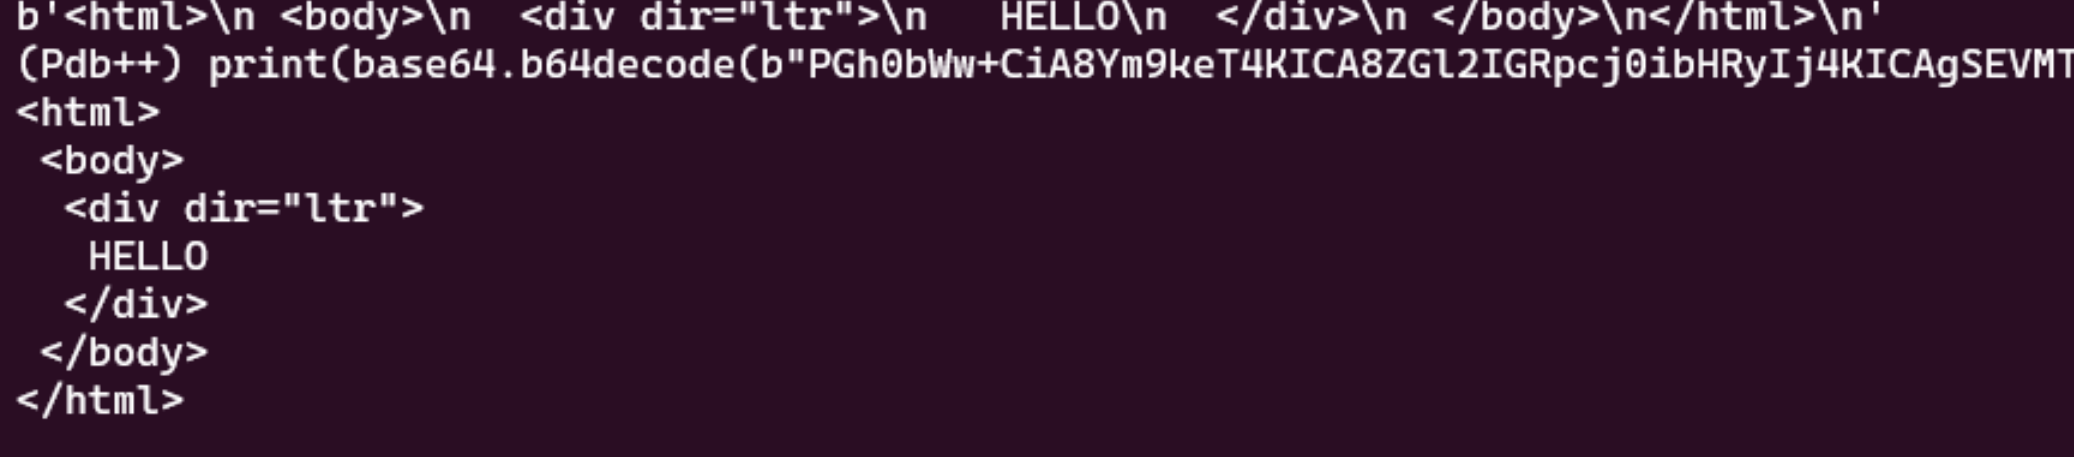 b'<html>\n <body>\n  <div dir="ltr">\n   HELLO\n  </div>\n </body>\n</html>\n'
(Pdb++) print(base64.b64decode(b"PGh0bWw+CiA8Ym9keT4KICA8ZGl2IGRpcj0ibHRyIj4KICAgSEVMT
<html>
 <body>
  <div dir="ltr">
   HELLO
  </div>
 </body>
</html>